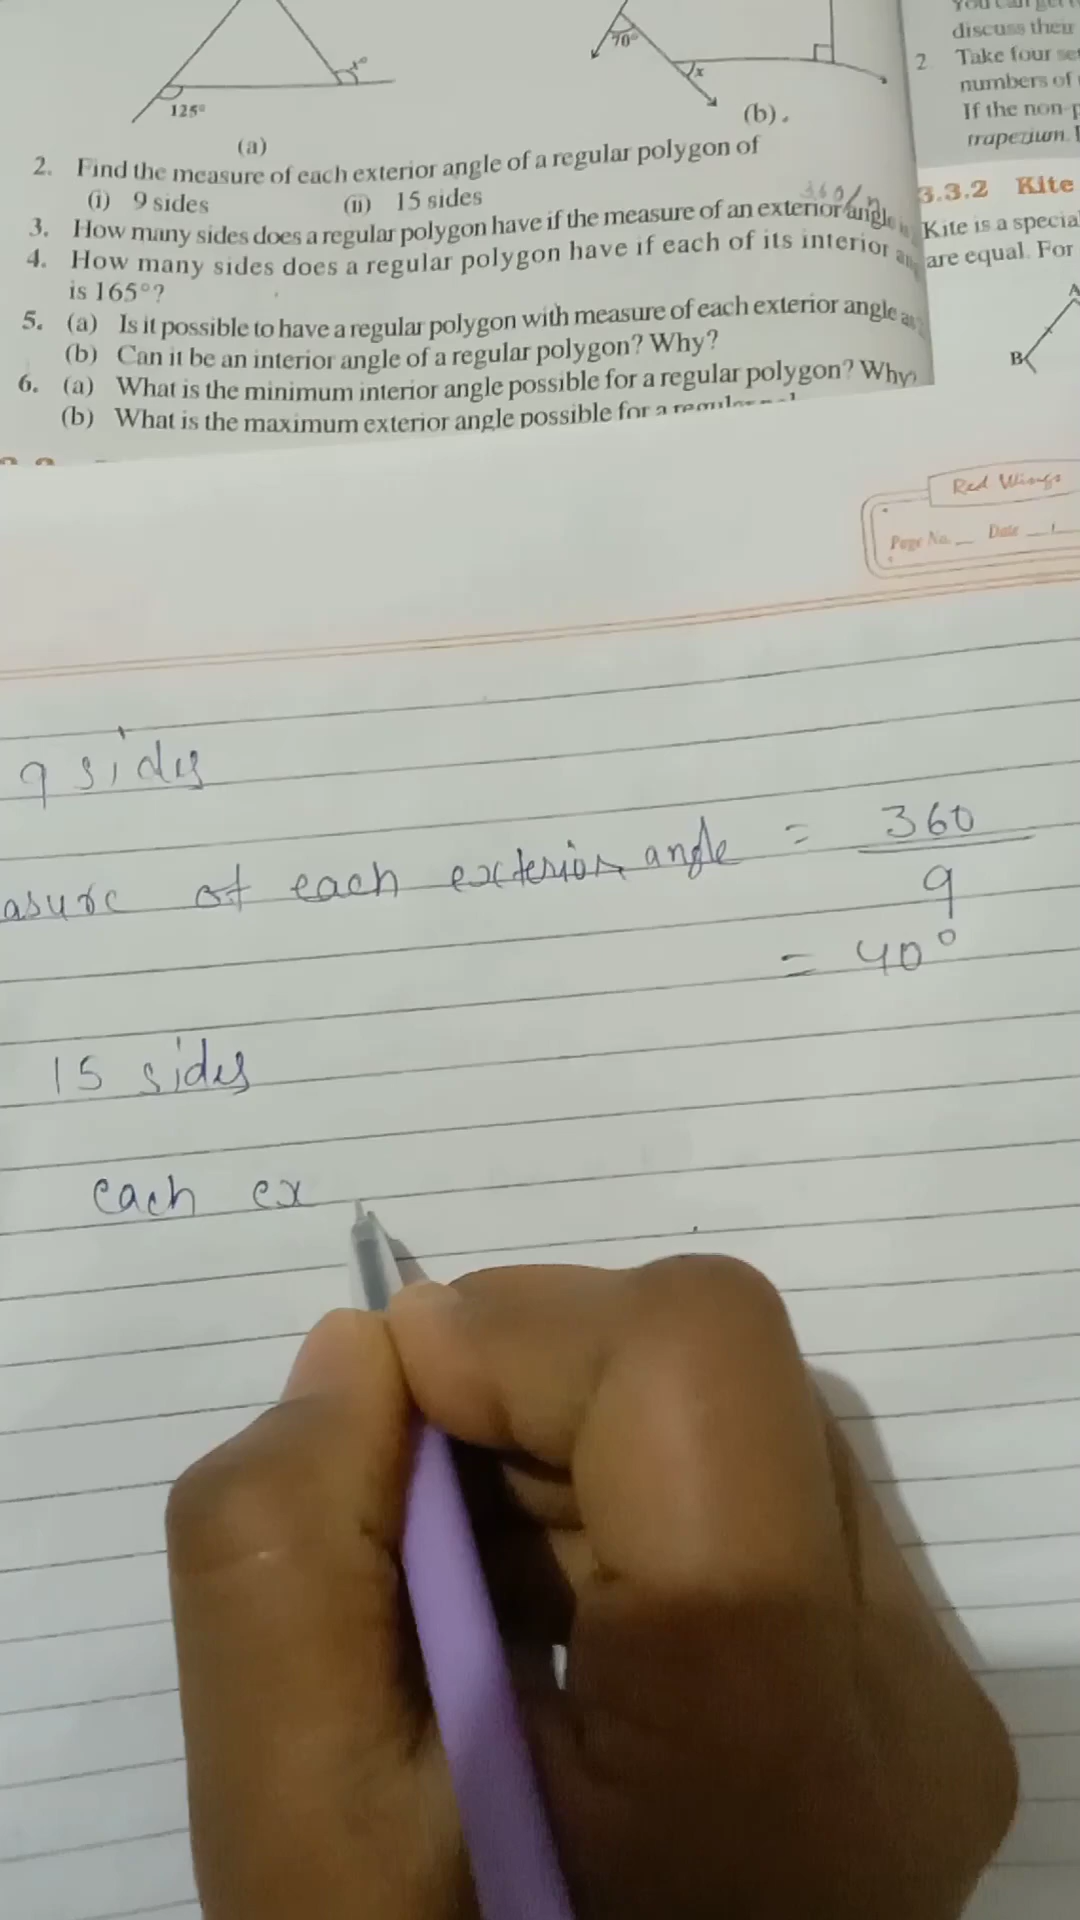 70°
x°
x
125°
(a)
(b)
2. Find the measure of each exterior angle of a regular polygon of
(i) 9 sides (ii) 15 sides
360/n
3. How many sides does a regular polygon have if the measure of an exterior angle
4. How many sides does a regular polygon have if each of its interior
is 165°?
5. (a) Is it possible to have a regular polygon with measure of each exterior angle
(b) Can it be an interior angle of a regular polygon? Why?
6. (a) What is the minimum interior angle possible for a regular polygon? Why?
(b) What is the maximum exterior angle possible for a
discuss their
2. Take four
numbers of
If the non-
trapezium.
3.3.2 Kite
Kite is a
are equal. For
A
B
Red Wings
Page No. Date
9 sides
asure of each exterior angle = 360
9
= 40°
15 sides
each ex